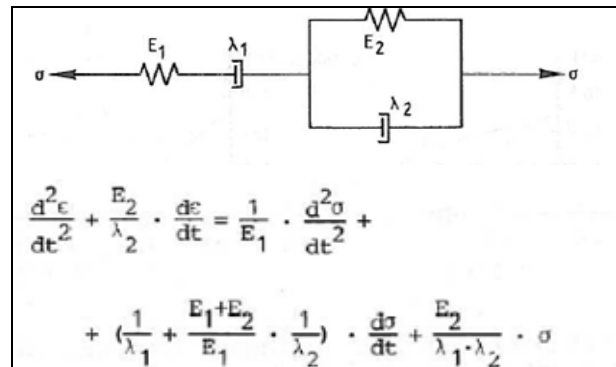 E₁ λ₁ E₂
σ σ
λ₂
d²ε/dt² + E₂/λ₂ · dε/dt = 1/E₁ · d²σ/dt² +
+ (1/λ₁ + E₁+E₂/E₁ · 1/λ₂) · dσ/dt + E₂/λ₁·λ₂ · σ